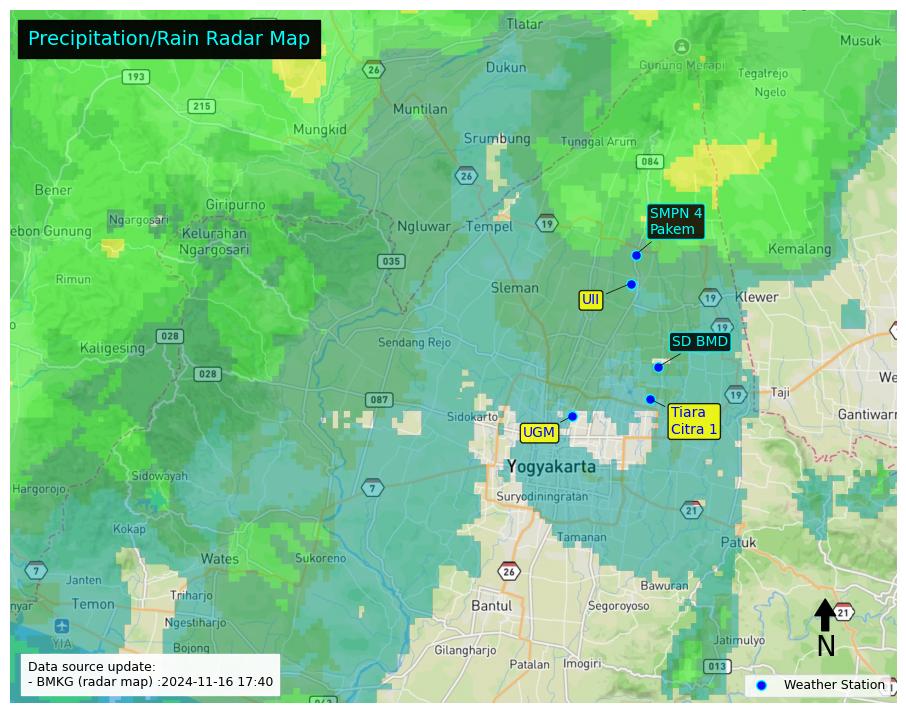 Precipitation/Rain Radar Map
Tlatar
Musuk
26
193
Dukun
Gunung Merapi
Tegalrejo
Ngelo
215
Muntilan
Mungkid
Srumbung
Tunggal Arum
084
26
Bener
Giripurno
Ngargosari
Kelurahan
Ngargosari
ebon Gunung
Ngluwar
Tempel
19
SMPN 4
Pakem
Kemalang
035
Rimun
Sleman
UII
19
Klewer
19
028
Kaligesing
Sendang Rejo
SD BMD
028
We
087
Sidokarto
19
Taji
Tiara
Citra 1
Gantiwarn
UGM
Yogyakarta
Sidowayah
Hargorojo
7
Suryodiningratan
21
Kokap
Tamanan
Patuk
Wates
Sukoreno
7
Janten
26
Bawuran
Triharjo
nyar
Temon
Bantul
Segoroyoso
21
Ngestiharjo
YIA
N
Jatimulyo
Bojong
Gilangharjo
Patalan
Imogiri
013
Data source update:
- BMKG (radar map) :2024-11-16 17:40
Weather Station